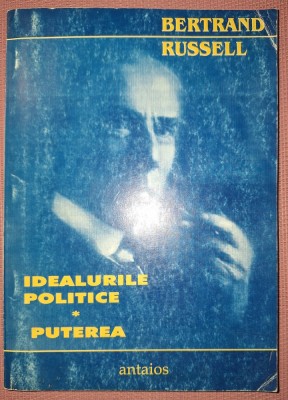 BERTRAND
RUSSELL
IDEALURILE
POLITICE
*
PUTEREA
antaios